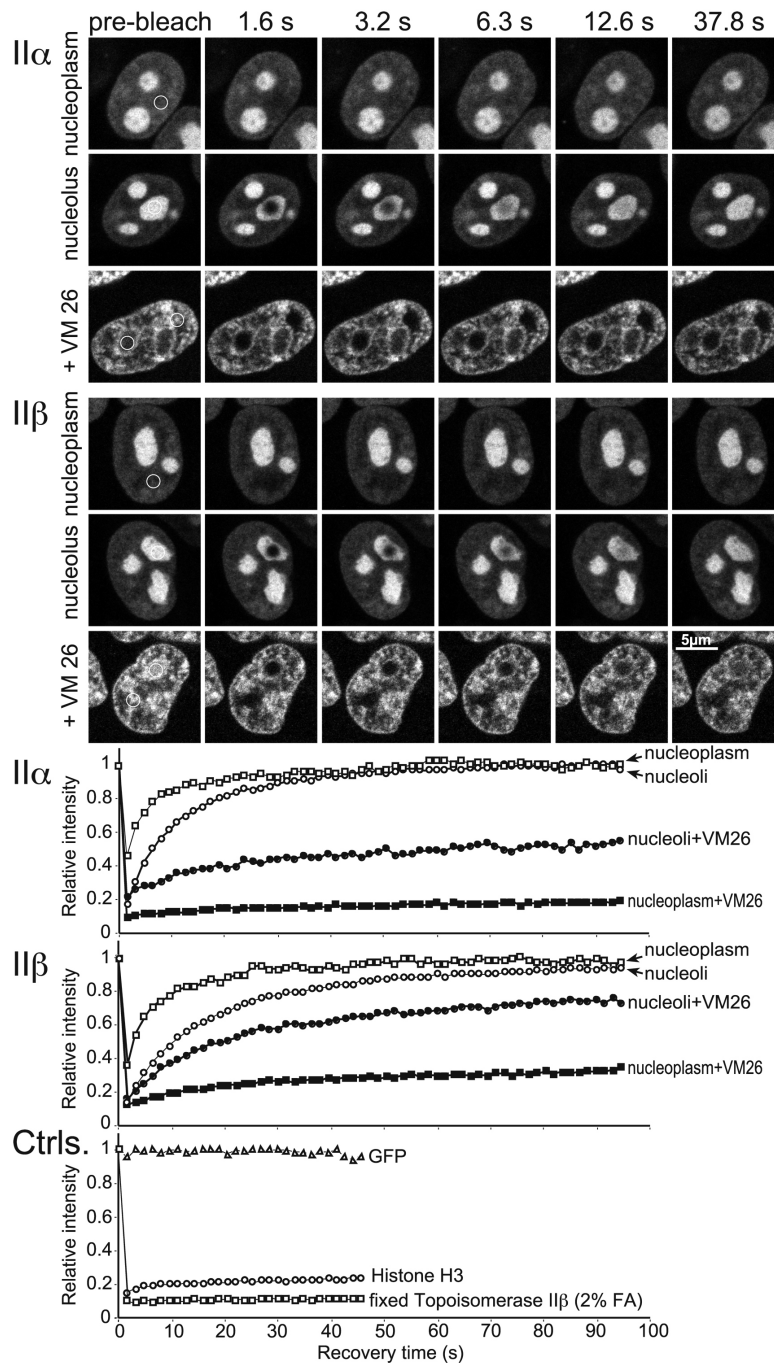 pre-bleach 1.6 s 3.2 s 6.3 s 12.6 s 37.8 s
IIα
nucleoplasm
nucleolus
+ VM 26
IIβ
nucleoplasm
nucleolus
+ VM 26
5µm
IIα
Relative intensity
1
0.8
0.6
0.4
0.2
0
nucleoplasm
nucleoli
nucleoli+VM26
nucleoplasm+VM26
IIβ
Relative intensity
1
0.8
0.6
0.4
0.2
0
nucleoplasm
nucleoli
nucleoli+VM26
nucleoplasm+VM26
Ctrls.
Relative intensity
1
0.8
0.6
0.4
0.2
0
GFP
Histone H3
fixed Topoisomerase IIβ (2% FA)
0 10 20 30 40 50 60 70 80 90 100
Recovery time (s)